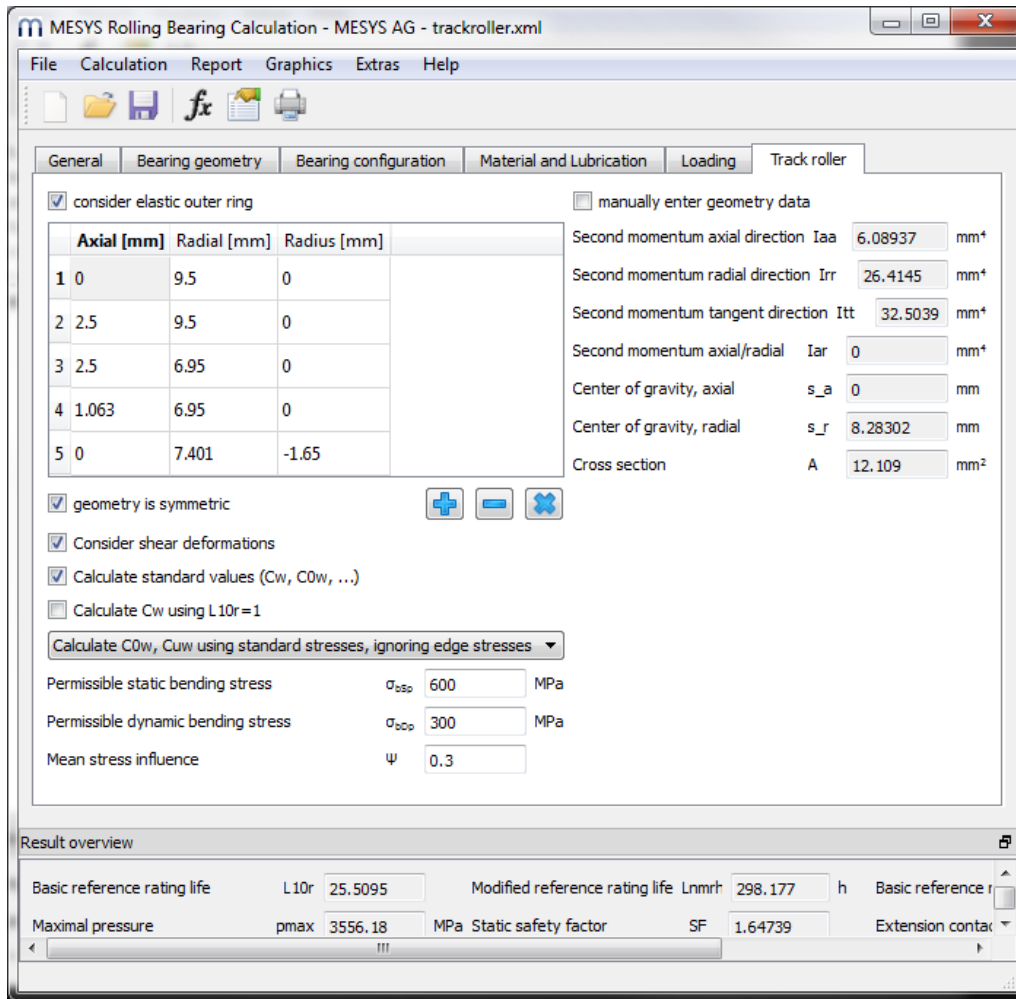 MESYS Rolling Bearing Calculation - MESYS AG - trackroller.xml
File Calculation Report Graphics Extras Help
fx
General Bearing geometry Bearing configuration Material and Lubrication Loading Track roller
consider elastic outer ring
Axial [mm] Radial [mm] Radius [mm]
1 0 9.5 0
2 2.5 9.5 0
3 2.5 6.95 0
4 1.063 6.95 0
5 0 7.401 -1.65
geometry is symmetric
Consider shear deformations
Calculate standard values (Cw, C0w, ...)
Calculate Cw using L10r=1
Calculate C0w, Cuw using standard stresses, ignoring edge stresses
Permissible static bending stress σbSp 600 MPa
Permissible dynamic bending stress σbDp 300 MPa
Mean stress influence Ψ 0.3
manually enter geometry data
Second momentum axial direction Iaa 6.08937 mm⁴
Second momentum radial direction Irr 26.4145 mm⁴
Second momentum tangent direction Itt 32.5039 mm⁴
Second momentum axial/radial Iar 0 mm⁴
Center of gravity, axial s_a 0 mm
Center of gravity, radial s_r 8.28302 mm
Cross section A 12.109 mm²
Result overview
Basic reference rating life L10r 25.5095 Modified reference rating life Lnmrh 298.177 h Basic reference r
Maximal pressure pmax 3556.18 MPa Static safety factor SF 1.64739 Extension contac